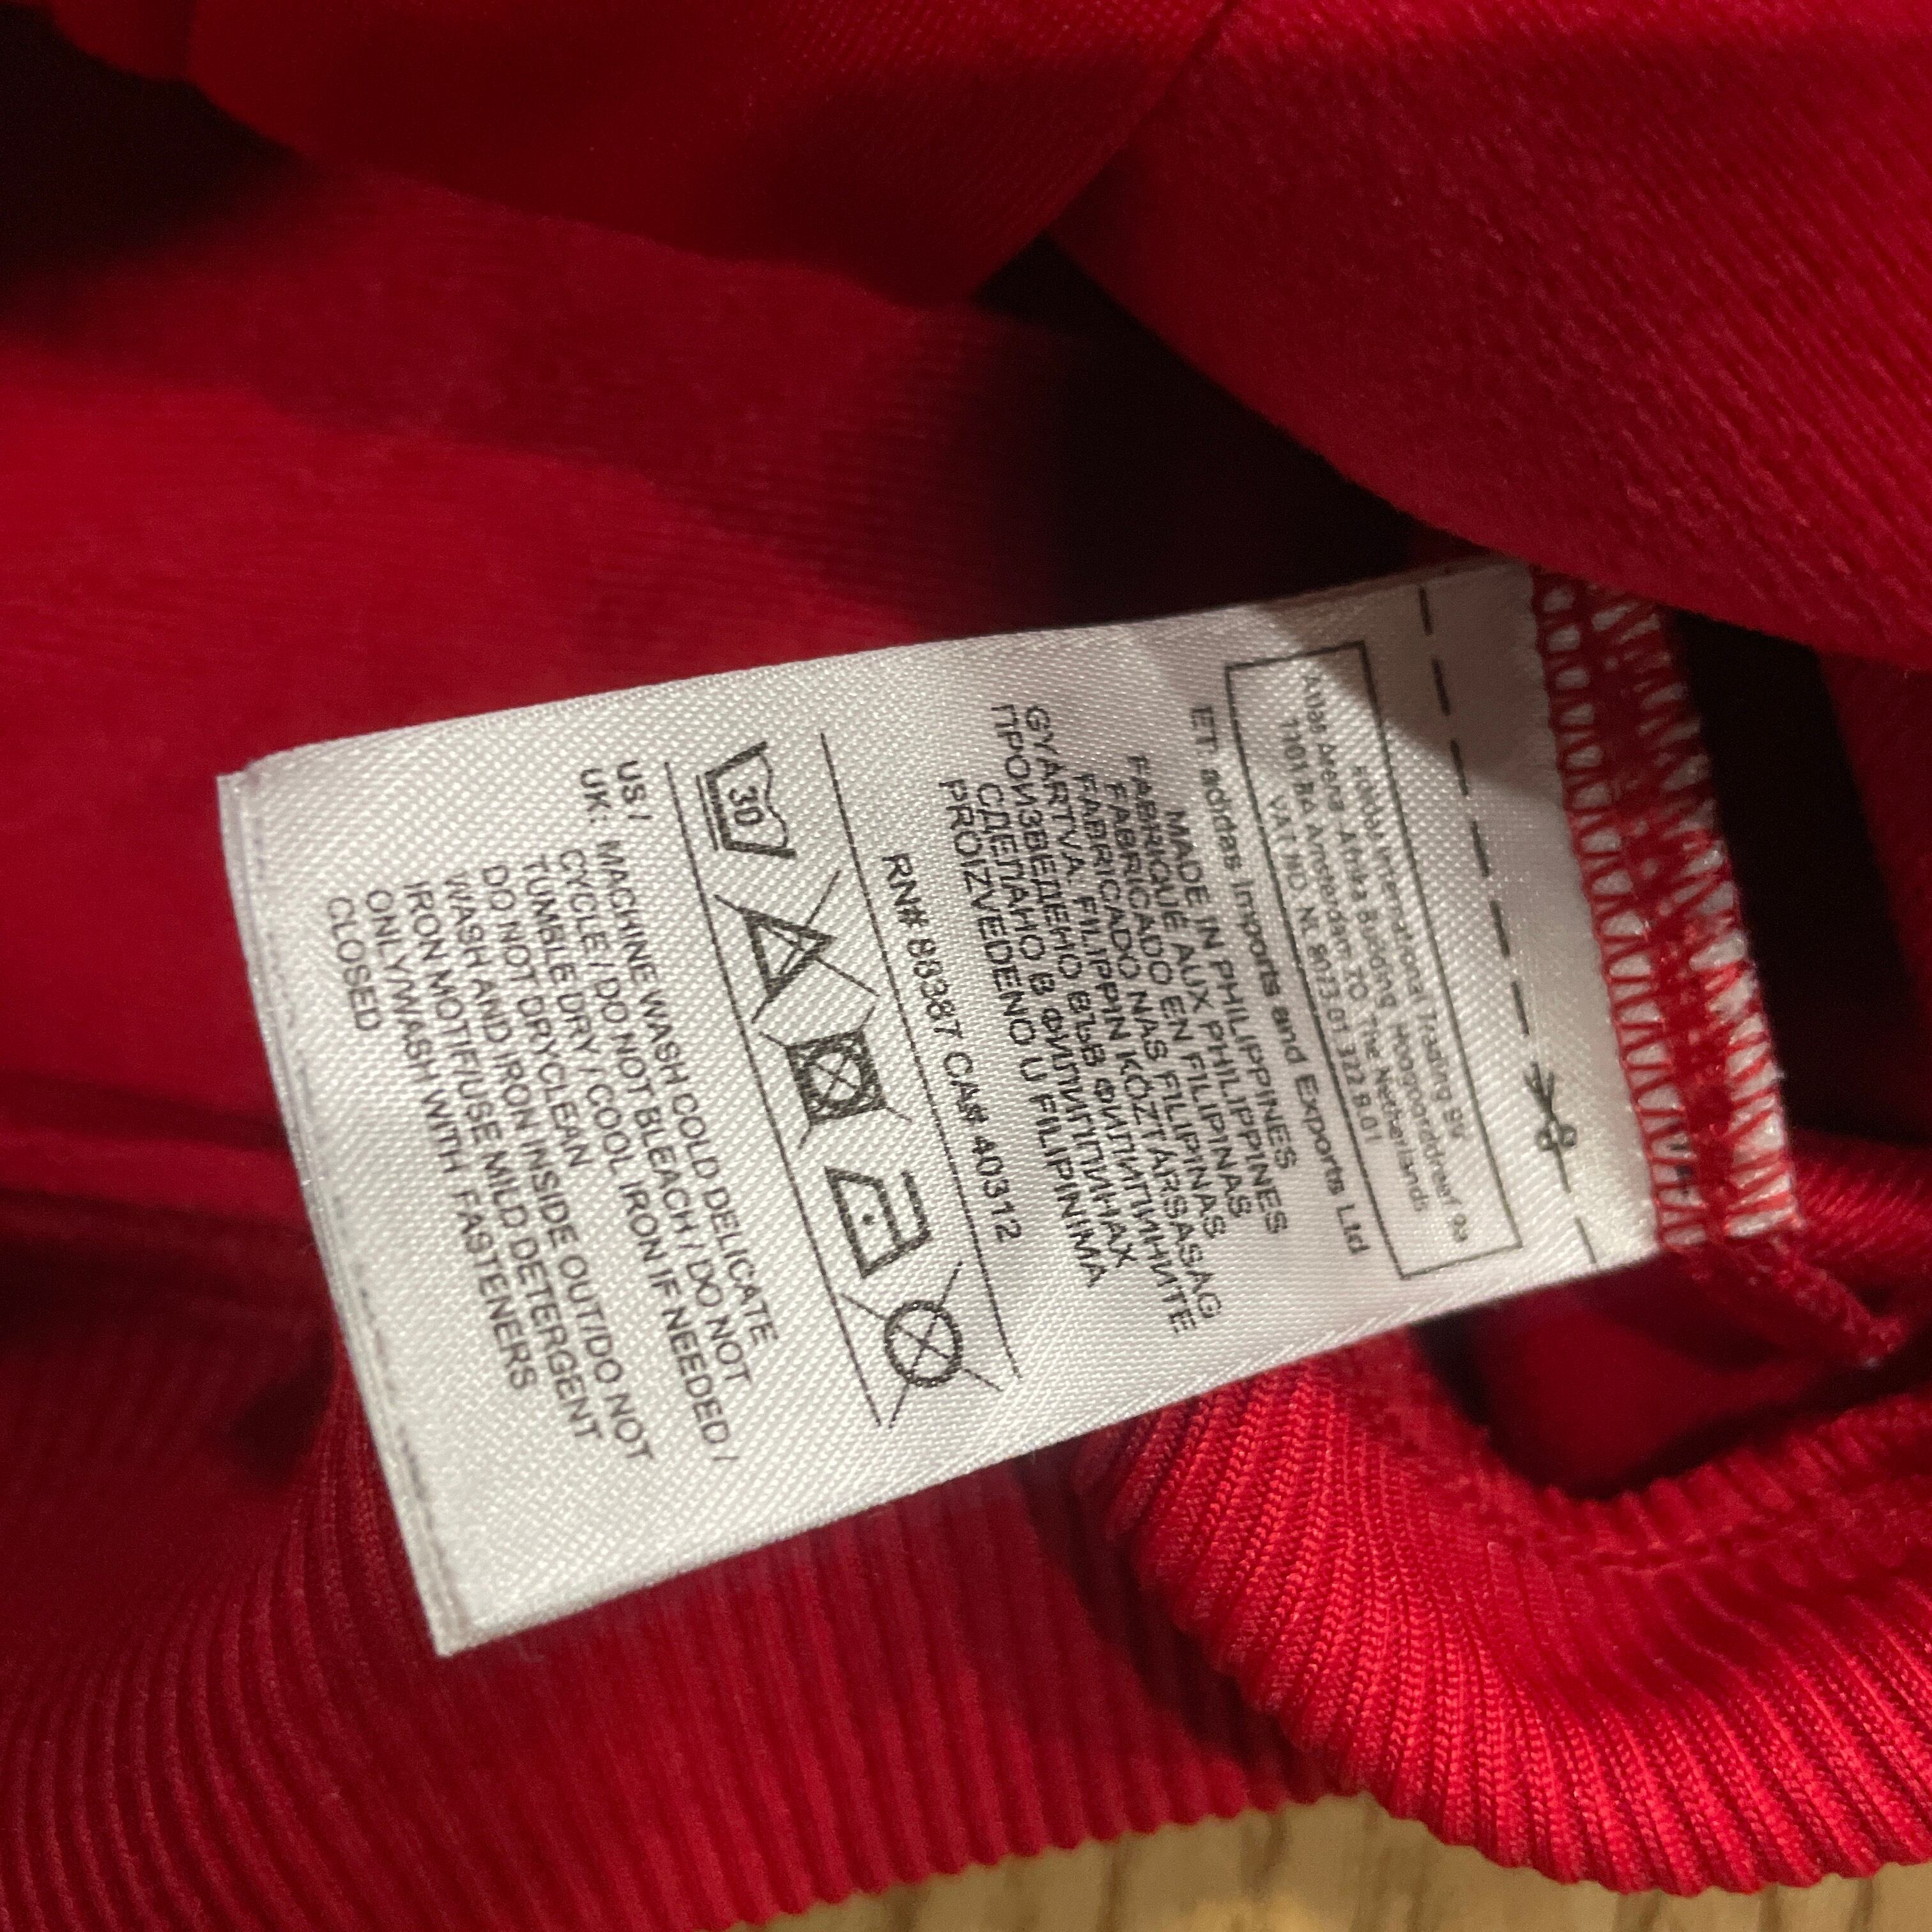 adidas International Trading BV
Atlas Arena Afrika Building, Hoogoorddreef 9a
1101 BA Amsterdam ZO, The Netherlands
VAT NO. NL 8073.01.322.B.01
ET adidas Imports and Exports Ltd
MADE IN PHILIPPINES
FABRIQUÉ AUX PHILIPPINES
FABRICADO EN FILIPINAS
FABRICADO NAS FILIPINAS
GYÁRTVA FILIPPIN KÖZTÁRSASÁG
ПРОИЗВЕДЕНО ВЪВ ФИЛИПИНИТЕ
СДЕЛАНО В ФИЛИППИНАХ
PROIZVEDENO U FILIPINIMA
RN# 88387 CA# 40312
30
US / MACHINE WASH COLD DELICATE
UK: CYCLE / DO NOT BLEACH / DO NOT
TUMBLE DRY / COOL IRON IF NEEDED /
DO NOT DRYCLEAN
WASH AND IRON INSIDE OUT/DO NOT
IRON MOTIF/USE MILD DETERGENT
ONLY/WASH WITH FASTENERS
CLOSED